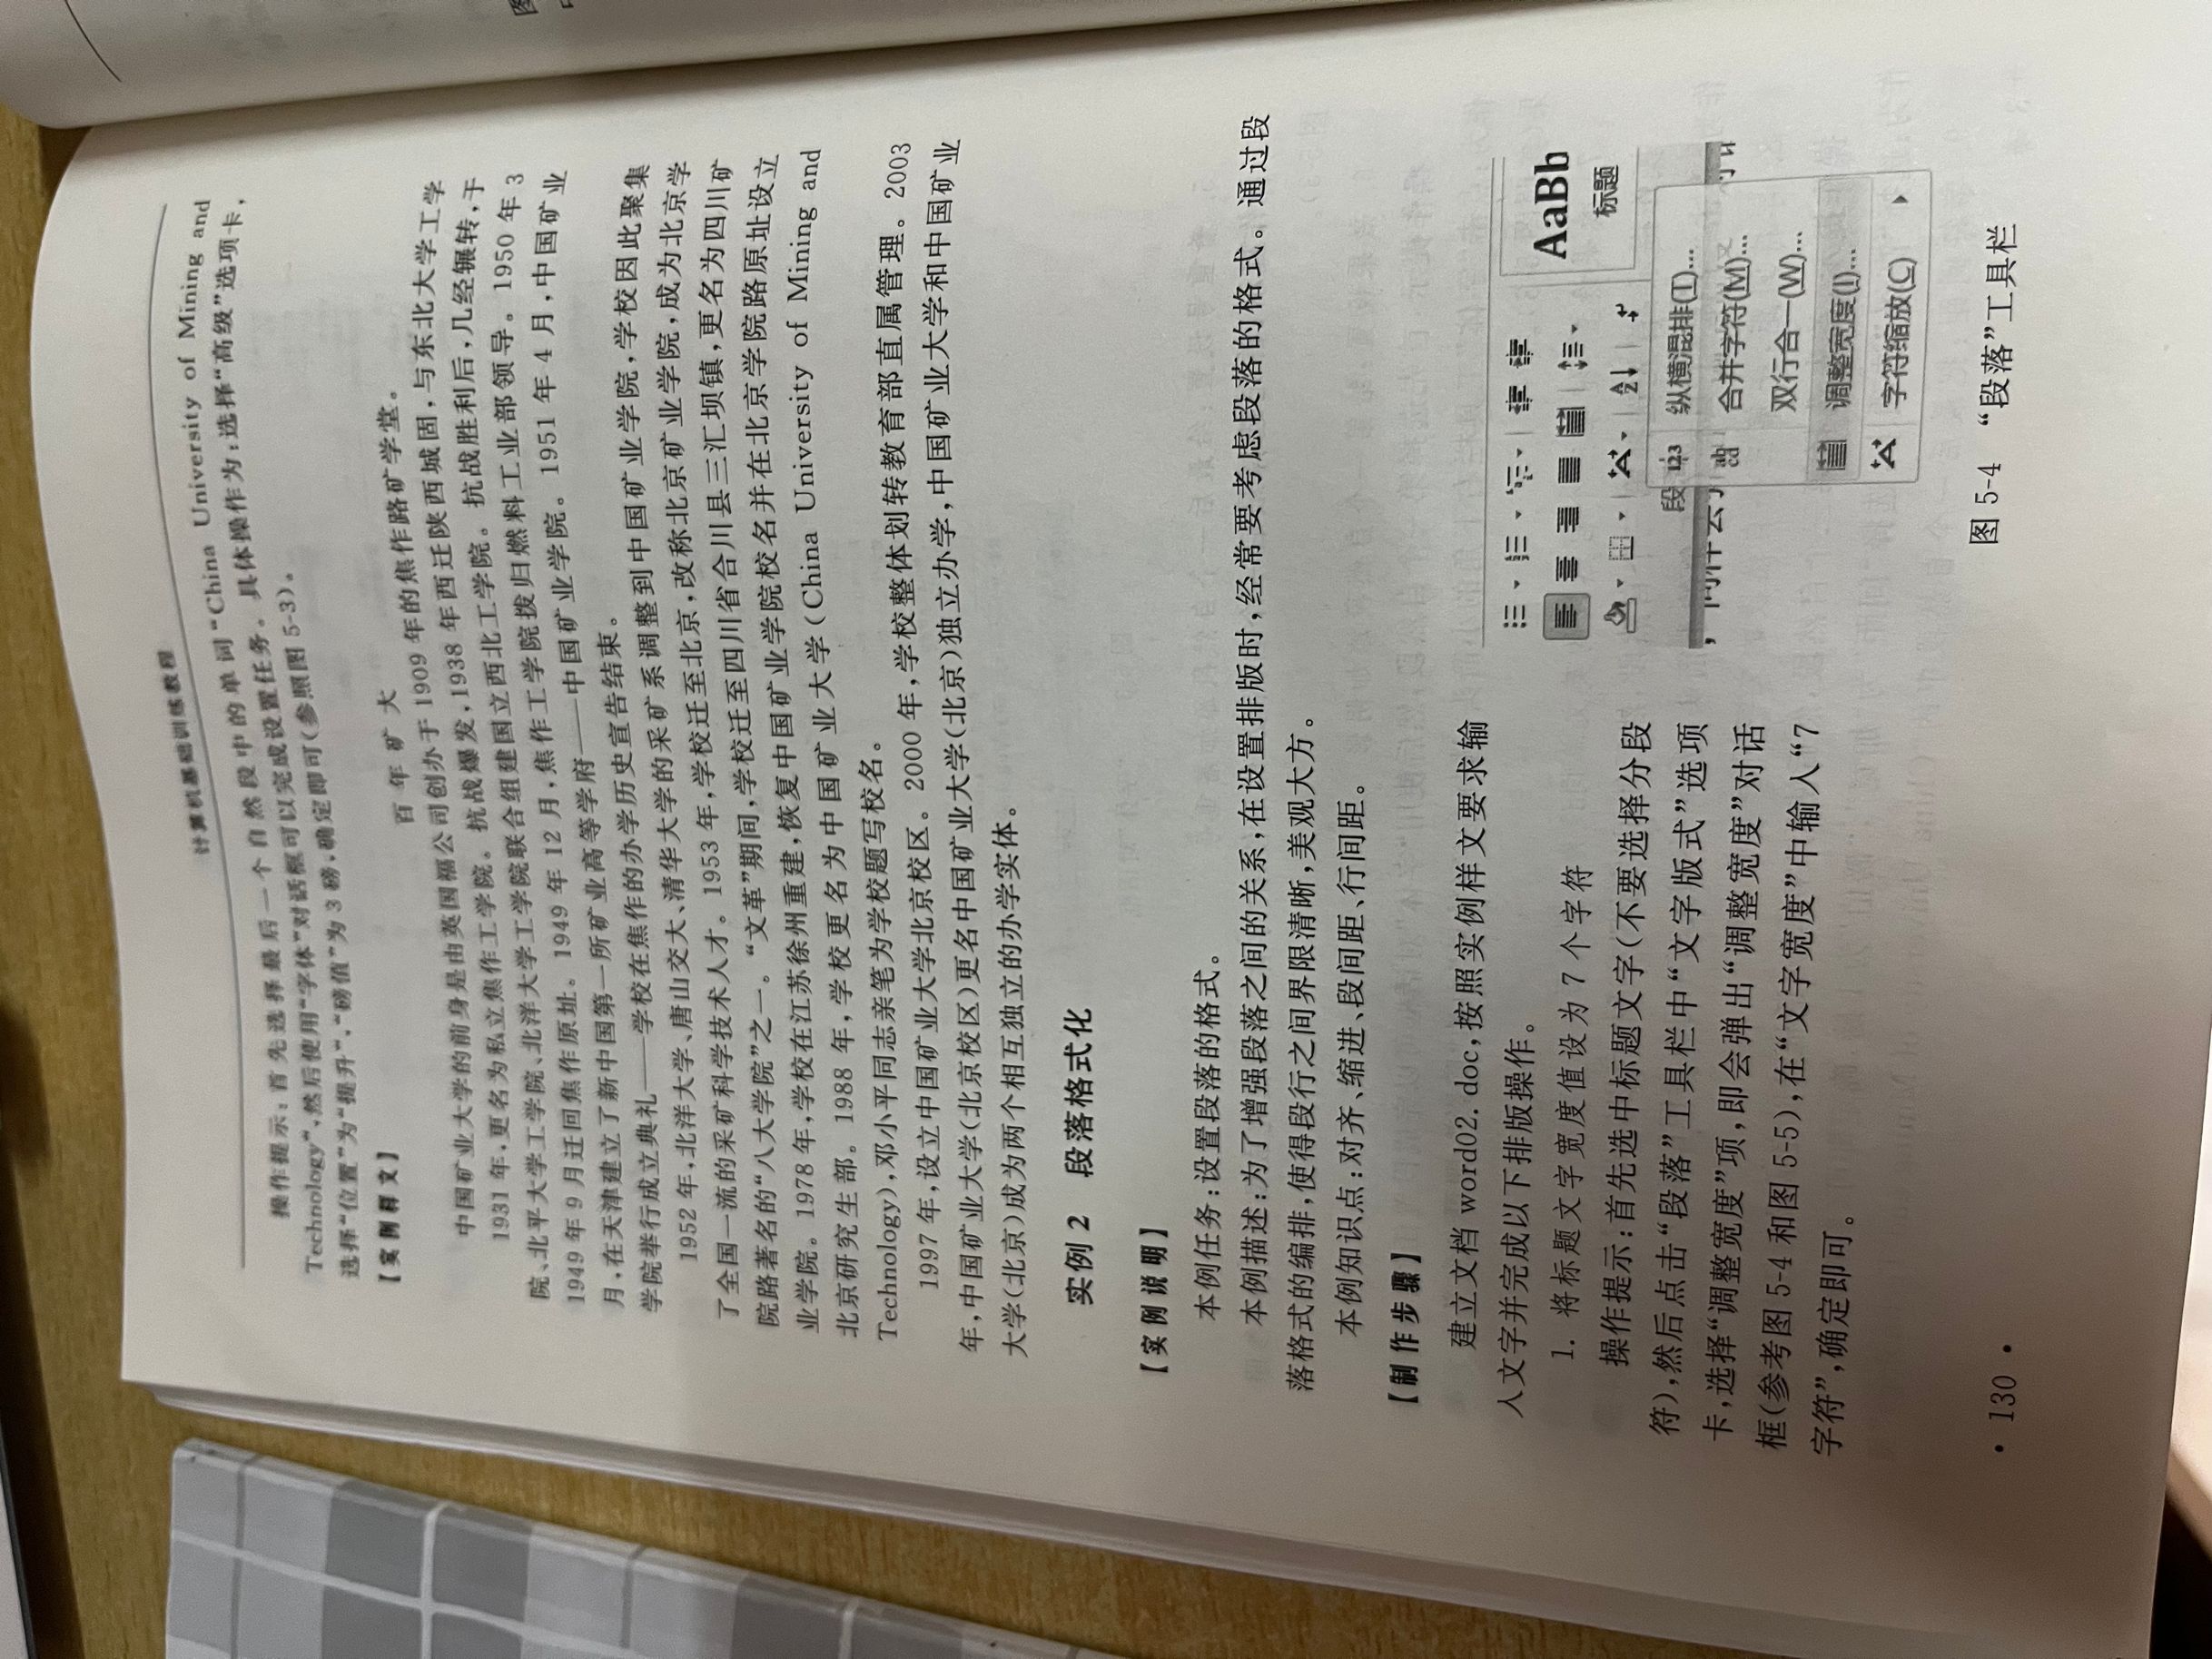 计算机基础训练教程
操作提示:首先选择最后一个自然段中的单词“China University of Mining and
Technology”,然后使用“字体”对话框可以完成设置任务。具体操作为:选择“高级”选项卡,
选择“位置”为“提升”、“磅值”为3磅,确定即可(参照图5-3)。
【实例释文】
百年矿大
中国矿业大学的前身是由英国福公司创办于1909年的焦作路矿学堂。
1931年,更名为私立焦作工学院。抗战爆发,1938年西迁陕西城固,与东北大学工学
院、北平大学工学院、北洋大学工学院联合组建国立西北工学院。抗战胜利后,几经辗转,于
1949年9月迁回焦作原址。1949年12月,焦作工学院拨归燃料工业部领导。1950年3
月,在天津建立了新中国第一所矿业高等学府——中国矿业学院。1951年4月,中国矿业
学院举行成立典礼——学校在焦作的办学历史宣告结束。
1952年,北洋大学、唐山交大、清华大学的采矿系调整到中国矿业学院,学校因此聚集
了全国一流的采矿科学技术人才。1953年,学校迁至北京,改称北京矿业学院,成为北京学
院路著名的“八大学院”之一。“文革”期间,学校迁至四川省合川县三汇坝镇,更名为四川矿
业学院。1978年,学校在江苏徐州重建,恢复中国矿业学院校名并在北京学院路原址设立
北京研究生部。1988年,学校更名为中国矿业大学(China University of Mining and
Technology),邓小平同志亲笔为学校题写校名。
1997年,设立中国矿业大学北京校区。2000年,学校整体划转教育部直属管理。2003
年,中国矿业大学(北京校区)更名中国矿业大学(北京)独立办学,中国矿业大学和中国矿业
大学(北京)成为两个相互独立的办学实体。
实例2 段落格式化
【实例说明】
本例任务:设置段落的格式。
本例描述:为了增强段落之间的关系,在设置排版时,经常要考虑段落的格式。通过段
落格式的编排,使得段行之间界限清晰,美观大方。
本例知识点:对齐、缩进、段间距、行间距。
【制作步骤】
建立文档 word02.doc,按照实例样文要求输
入文字并完成以下排版操作。
1. 将标题文字宽度值设为7个字符
操作提示:首先选中标题文字(不要选择分段
符),然后点击“段落”工具栏中“文字版式”选项
卡,选择“调整宽度”项,即会弹出“调整宽度”对话
框(参考图5-4和图5-5),在“文字宽度”中输入“7
字符”,确定即可。
AaBb
标题
段
纵横混排(T)...
合并字符(M)...
双行合一(W)...
调整宽度(I)...
字符缩放(C)
图5-4 “段落”工具栏
• 130 •